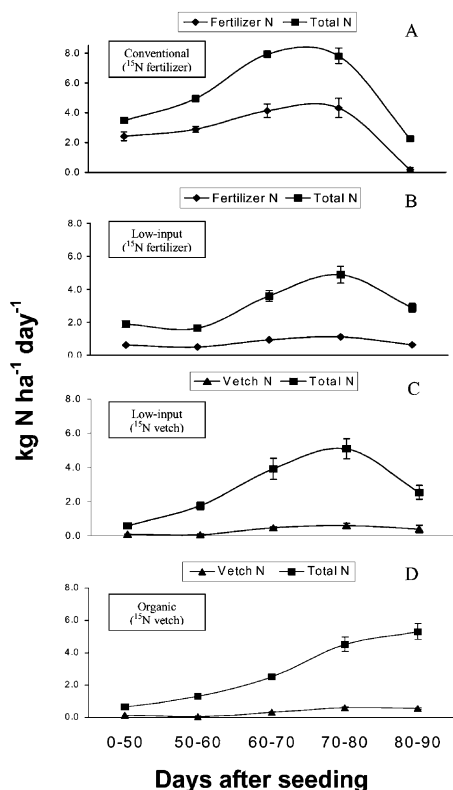 Fertilizer N Total N
A
Conventional
(15N fertilizer)
8.0
6.0
4.0
2.0
0.0
Fertilizer N Total N
B
Low-input
(15N fertilizer)
8.0
6.0
4.0
2.0
0.0
Vetch N Total N
C
Low-input
(15N vetch)
8.0
6.0
4.0
2.0
0.0
Vetch N Total N
D
Organic
(15N vetch)
8.0
6.0
4.0
2.0
0.0
kg N ha-1 day-1
0-50 50-60 60-70 70-80 80-90
Days after seeding